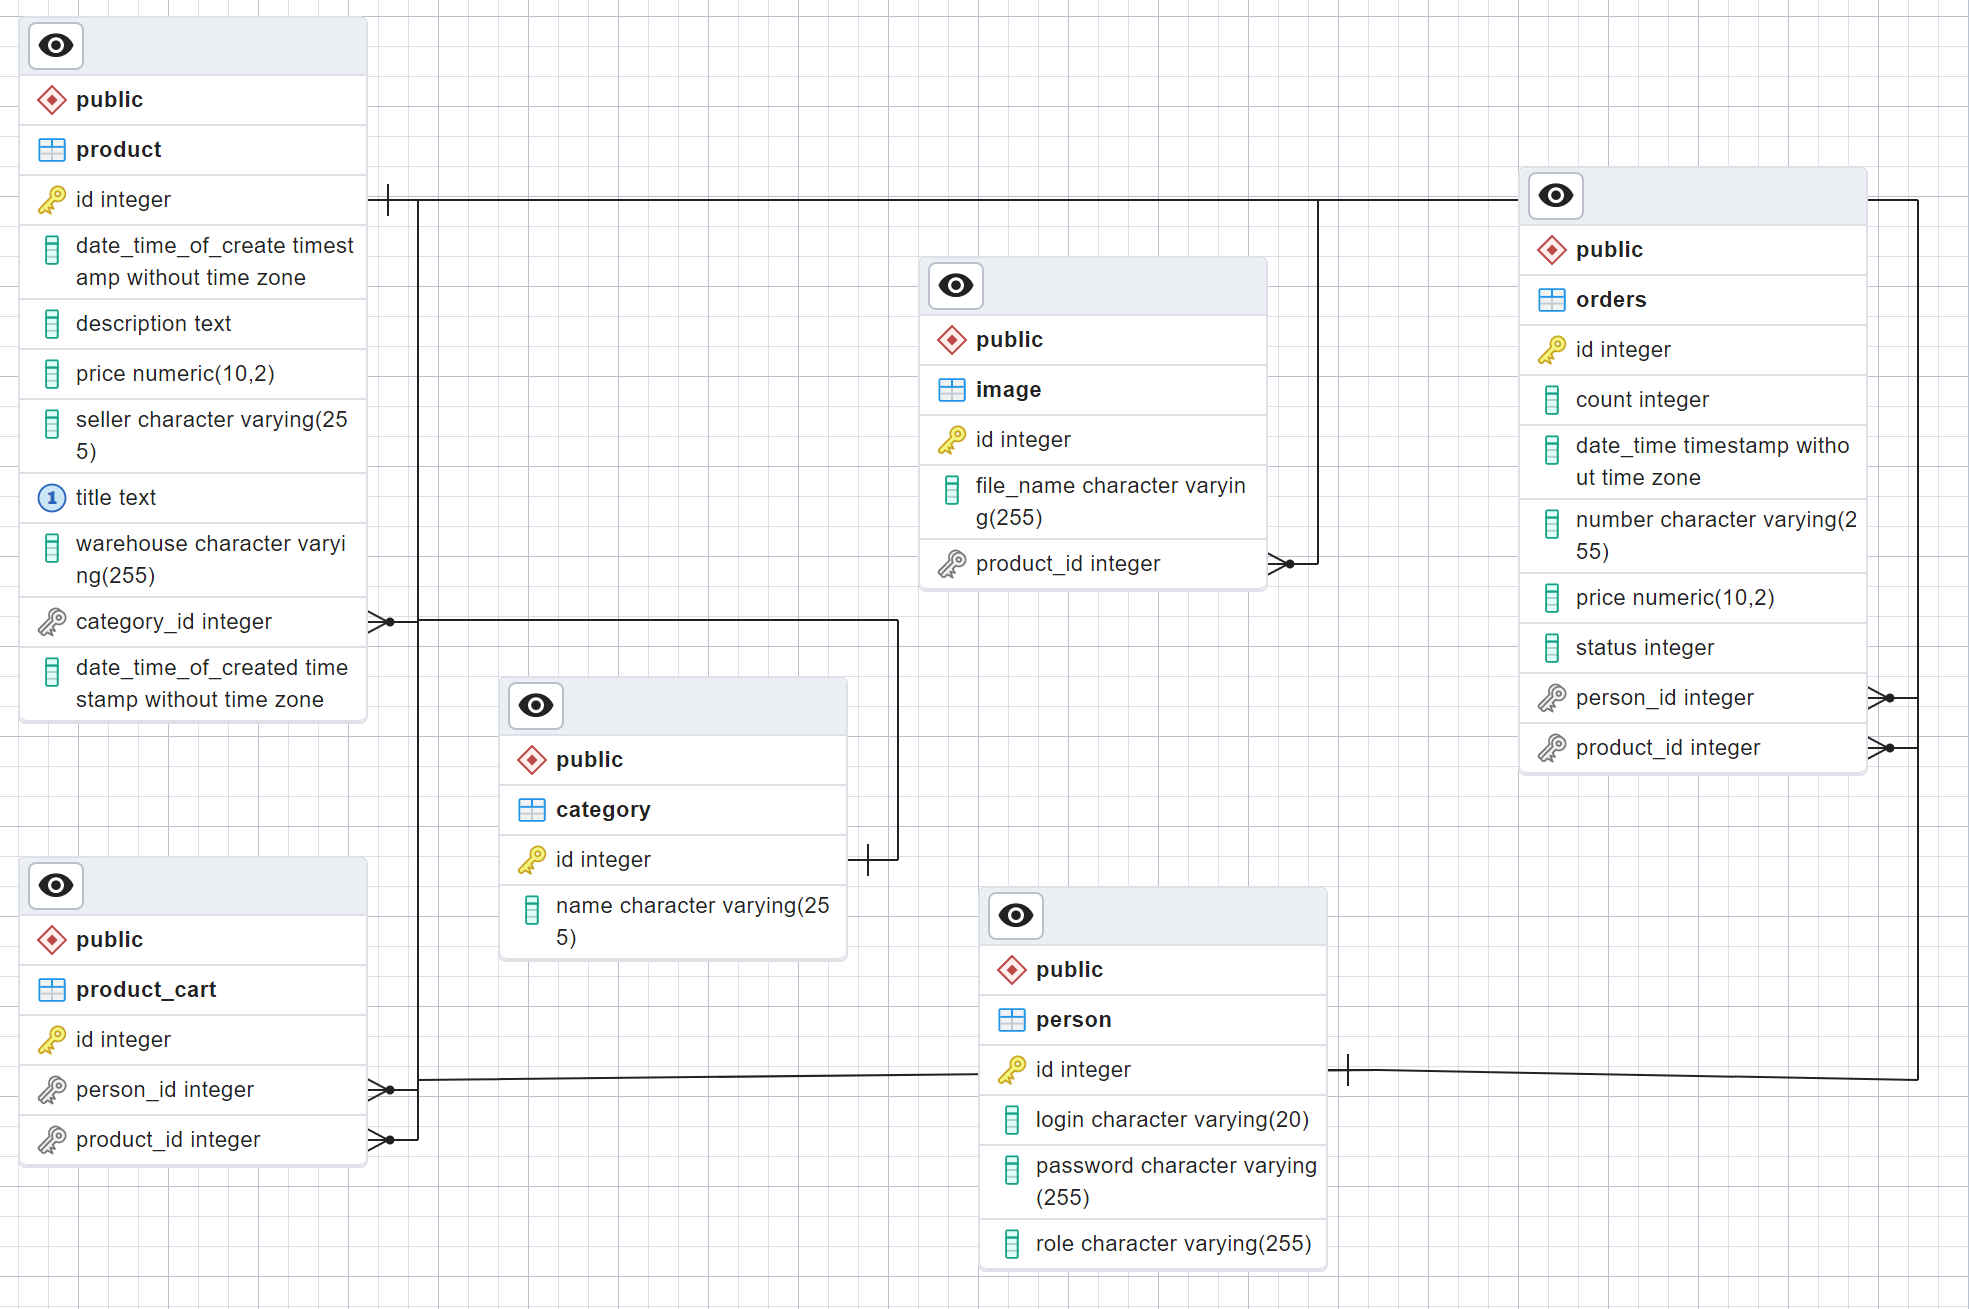 public
product
id integer
date_time_of_create timest
amp without time zone
description text
price numeric(10,2)
seller character varying(25
5)
1 title text
warehouse character varyi
ng(255)
category_id integer
date_time_of_created time
stamp without time zone
public
product_cart
id integer
person_id integer
product_id integer
public
category
id integer
name character varying(25
5)
public
image
id integer
file_name character varyin
g(255)
product_id integer
public
person
id integer
login character varying(20)
password character varying
(255)
role character varying(255)
public
orders
id integer
count integer
date_time timestamp witho
ut time zone
number character varying(2
55)
price numeric(10,2)
status integer
person_id integer
product_id integer